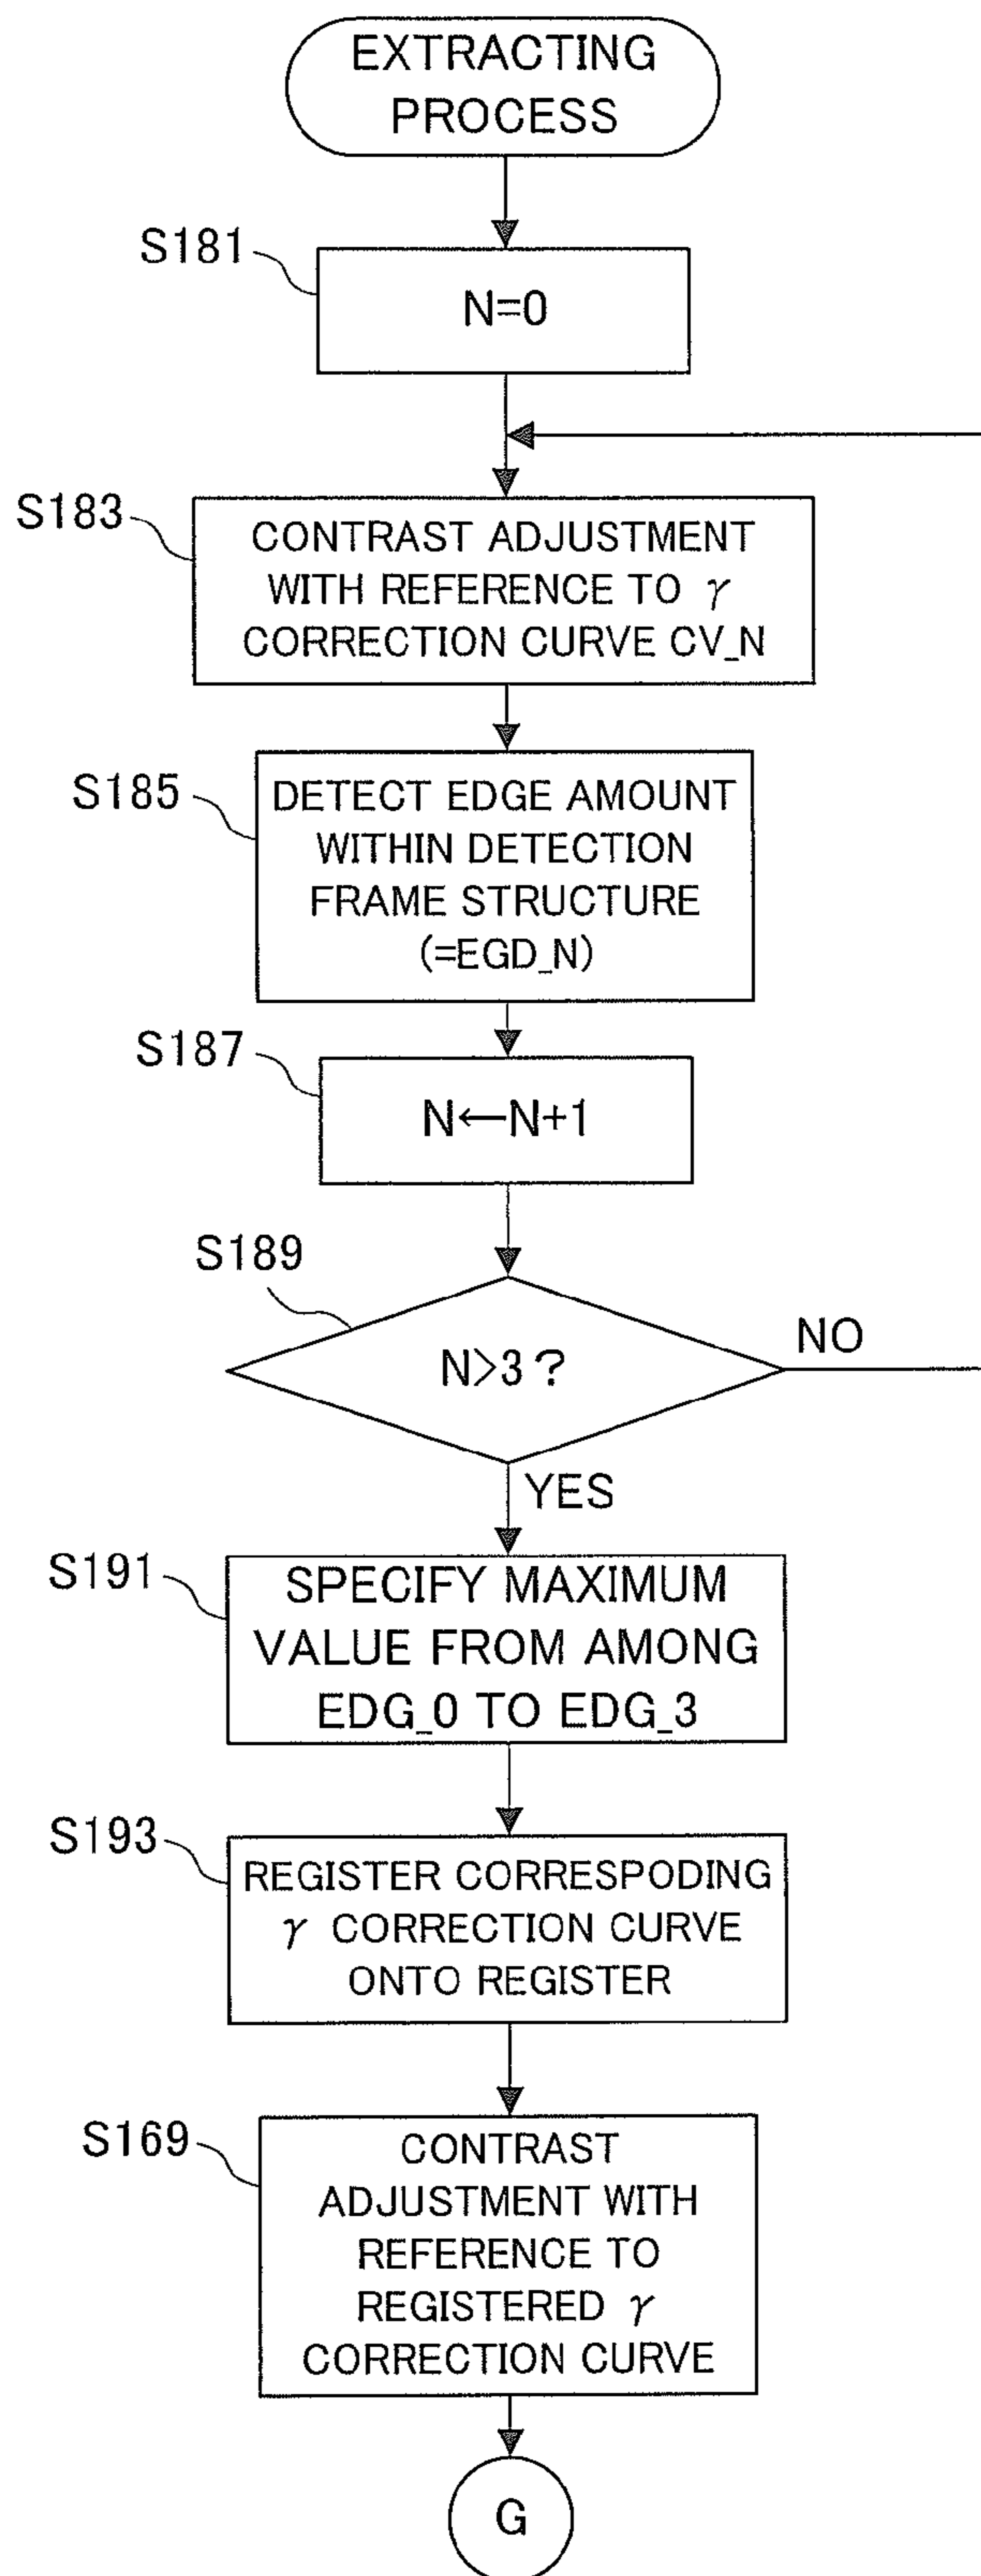 EXTRACTING
PROCESS
S181
N=0
S183
CONTRAST ADJUSTMENT
WITH REFERENCE TO γ
CORRECTION CURVE CV_N
S185
DETECT EDGE AMOUNT
WITHIN DETECTION
FRAME STRUCTURE
(=EGD_N)
S187
N←N+1
S189
N>3?
NO
YES
S191
SPECIFY MAXIMUM
VALUE FROM AMONG
EDG_0 TO EDG_3
S193
REGISTER CORRESPODING
γ CORRECTION CURVE
ONTO REGISTER
S169
CONTRAST
ADJUSTMENT WITH
REFERENCE TO
REGISTERED γ
CORRECTION CURVE
G